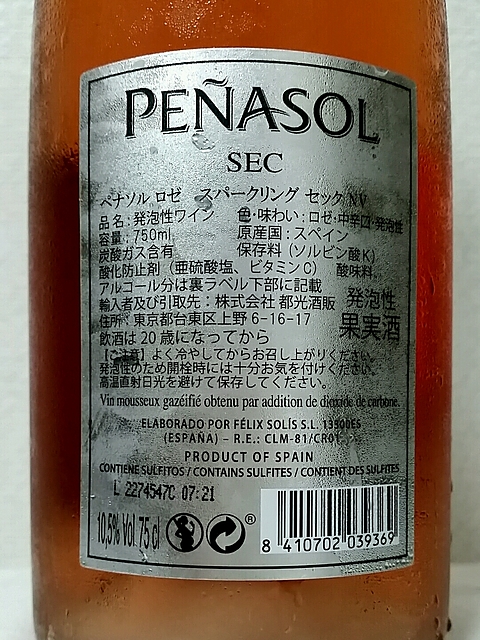 PEÑASOL
SEC
ペナソル ロゼ スパークリング セック NV
品名:発泡性ワイン 色・味わい:ロゼ・中辛口・発泡性
容量:750ml 原産国:スペイン
炭酸ガス含有 保存料(ソルビン酸K)
酸化防止剤(亜硫酸塩、ビタミンC) 酸味料
アルコール分は裏ラベル下部に記載
輸入者及び引取先:株式会社 都光酒販
住所:東京都台東区上野 6-16-17
飲酒は20歳になってから
発泡性
果実酒
【ご注意】よく冷やしてからお召し上がりください。
発泡性のため開栓時には十分お気を付けください。
高温直射日光を避けて保存してください。
Vin mousseux gazéifié obtenu par addition de dioxyde de carbone.
ELABORADO POR FÉLIX SOLÍS S.L. 13300ES
(ESPAÑA) – R.E.: CLM-81/CR01
PRODUCT OF SPAIN
CONTIENE SULFITOS / CONTAINS SULFITES / CONTIENT DES SULFITES
L 2274547C 07:21
10,5% Vol 75 cl
®
8 410702 039369